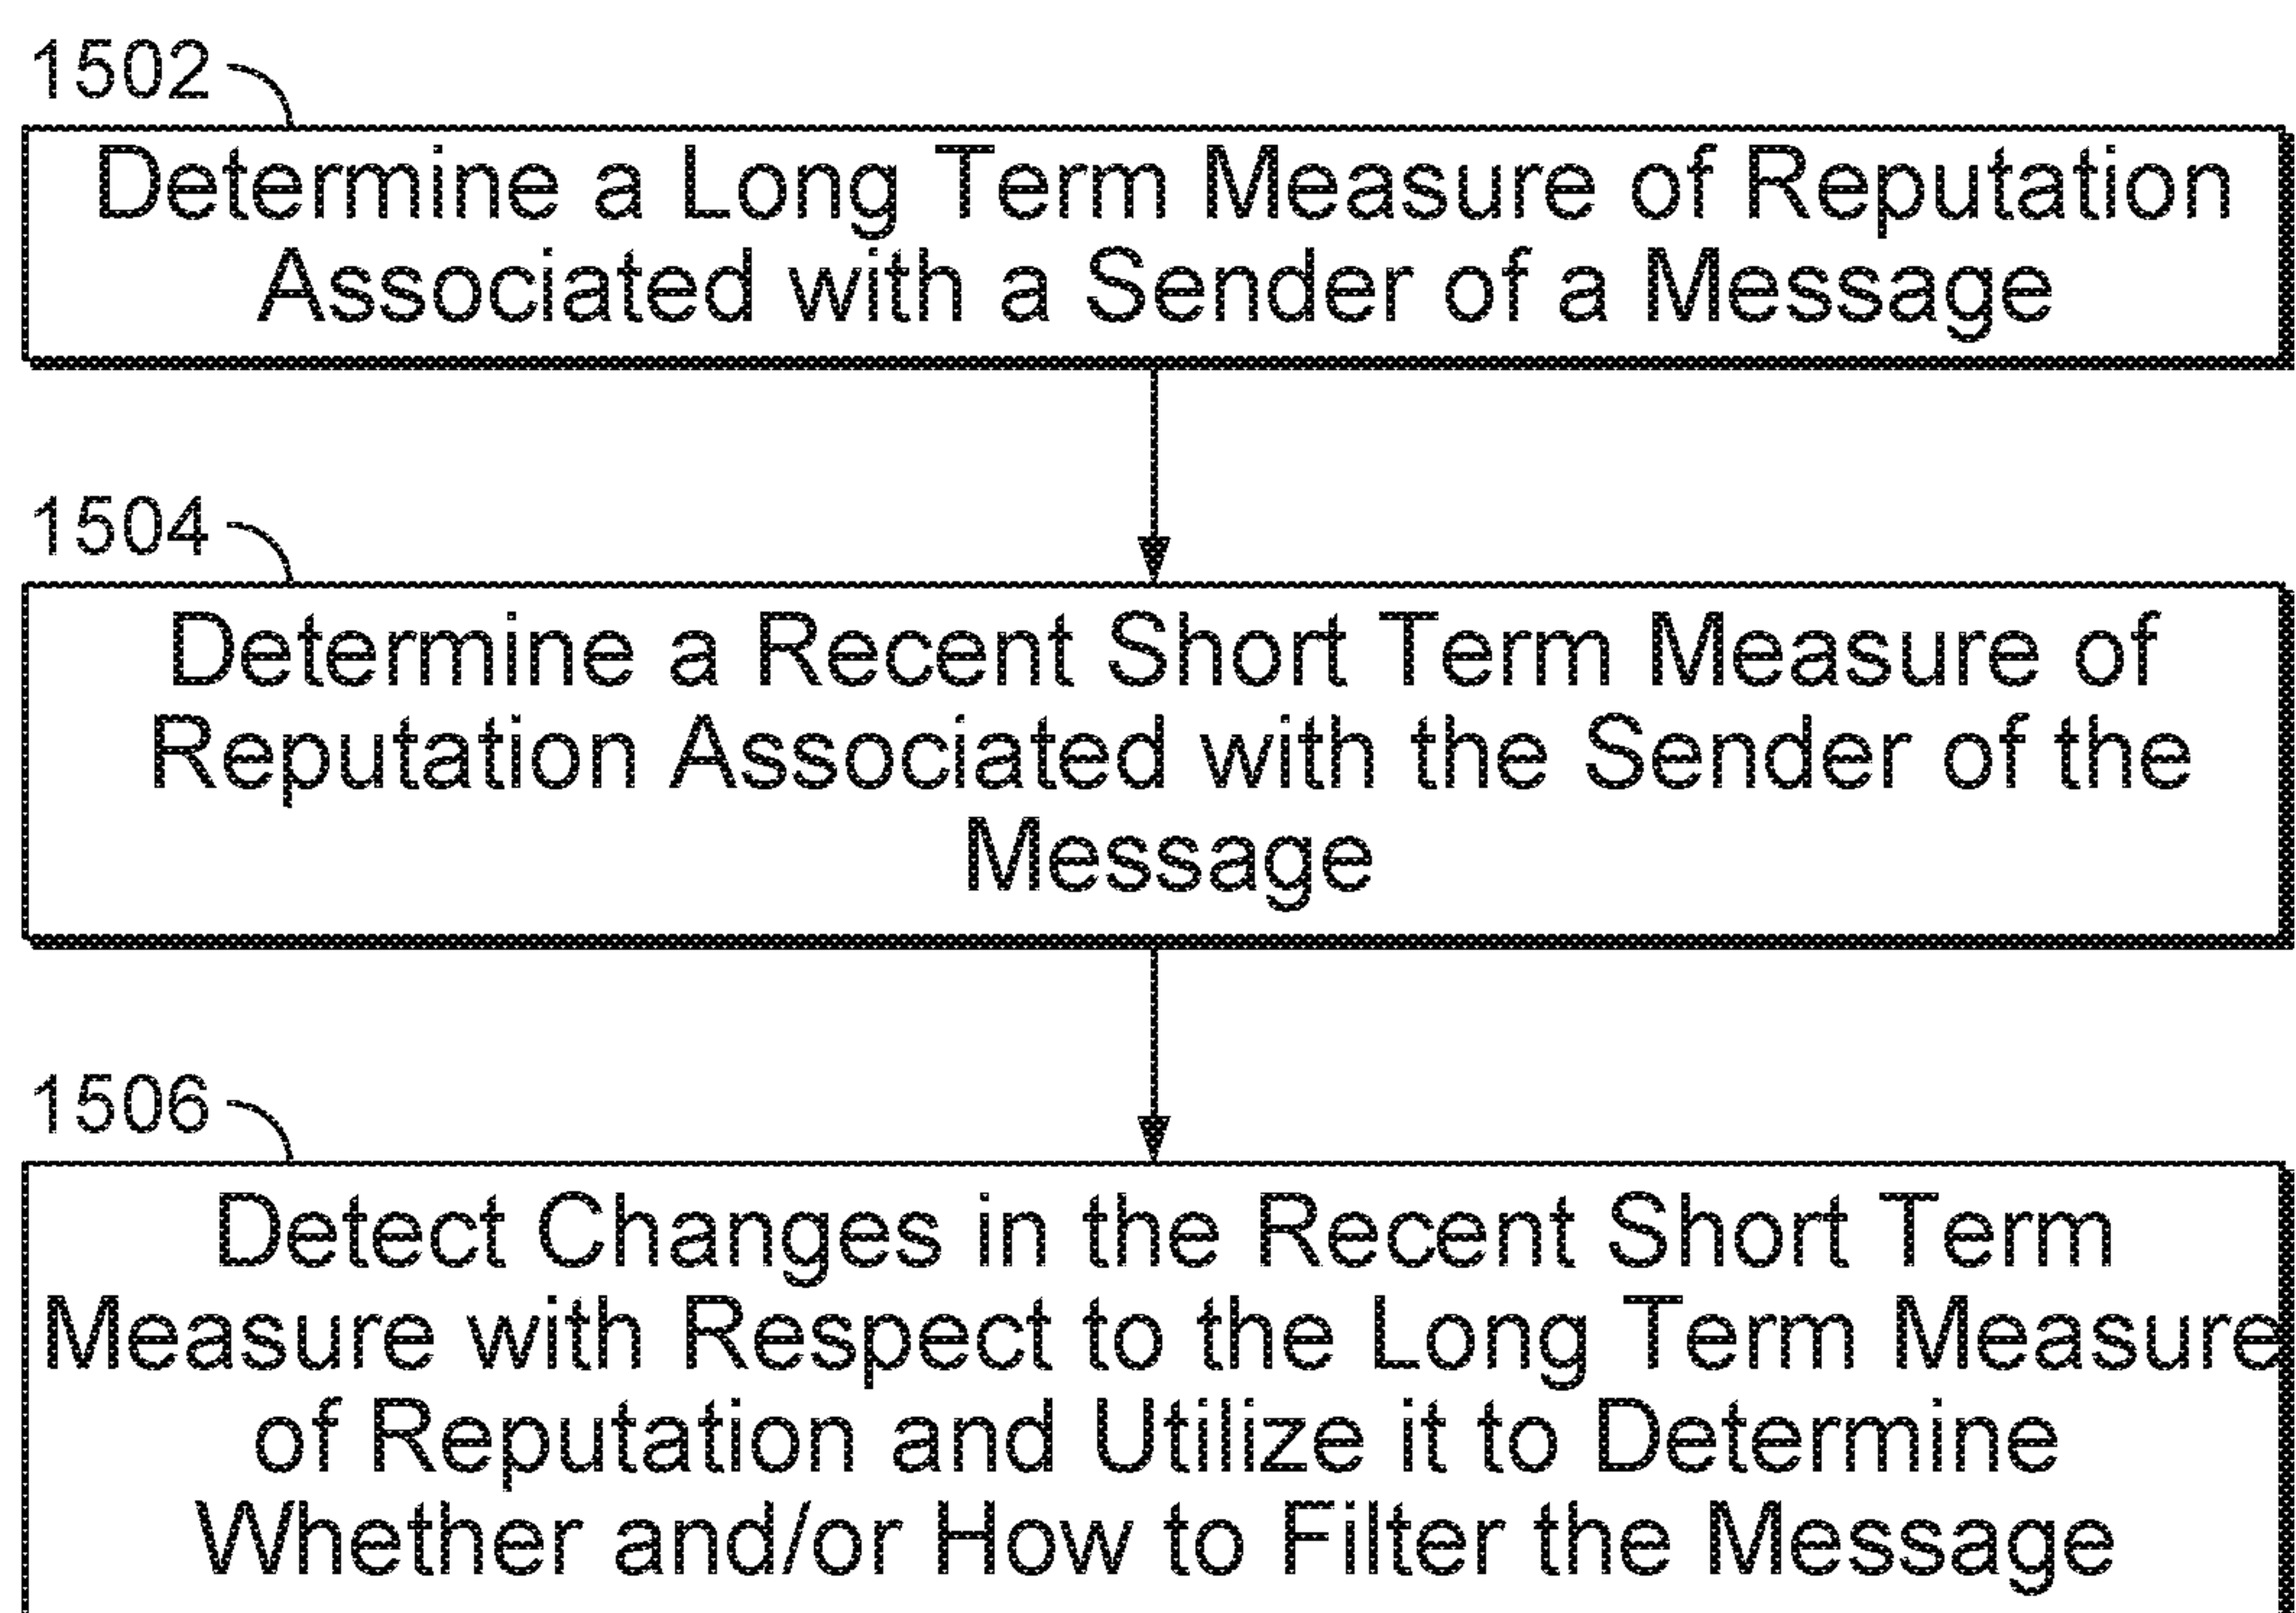 1502
Determine a Long Term Measure of Reputation
Associated with a Sender of a Message
1504
Determine a Recent Short Term Measure of
Reputation Associated with the Sender of the
Message
1506
Detect Changes in the Recent Short Term
Measure with Respect to the Long Term Measure
of Reputation and Utilize it to Determine
Whether and/or How to Filter the Message